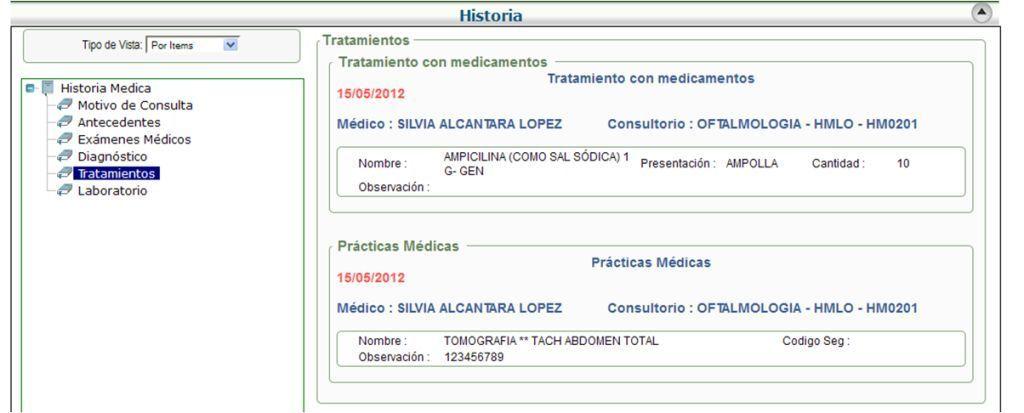 Historia
Tipo de Vista: Por Items
Historia Medica
Motivo de Consulta
Antecedentes
Exámenes Médicos
Diagnóstico
Tratamientos
Laboratorio
Tratamientos
Tratamiento con medicamentos
Tratamiento con medicamentos
15/05/2012
Médico : SILVIA ALCANTARA LOPEZ Consultorio : OFTALMOLOGIA - HMLO - HM0201
Nombre : AMPICILINA (COMO SAL SÓDICA) 1 Presentación : AMPOLLA Cantidad : 10
G- GEN
Observación :
Prácticas Médicas
Prácticas Médicas
15/05/2012
Médico : SILVIA ALCANTARA LOPEZ Consultorio : OFTALMOLOGIA - HMLO - HM0201
Nombre : TOMOGRAFIA ** TACH ABDOMEN TOTAL Codigo Seg :
Observación : 123456789